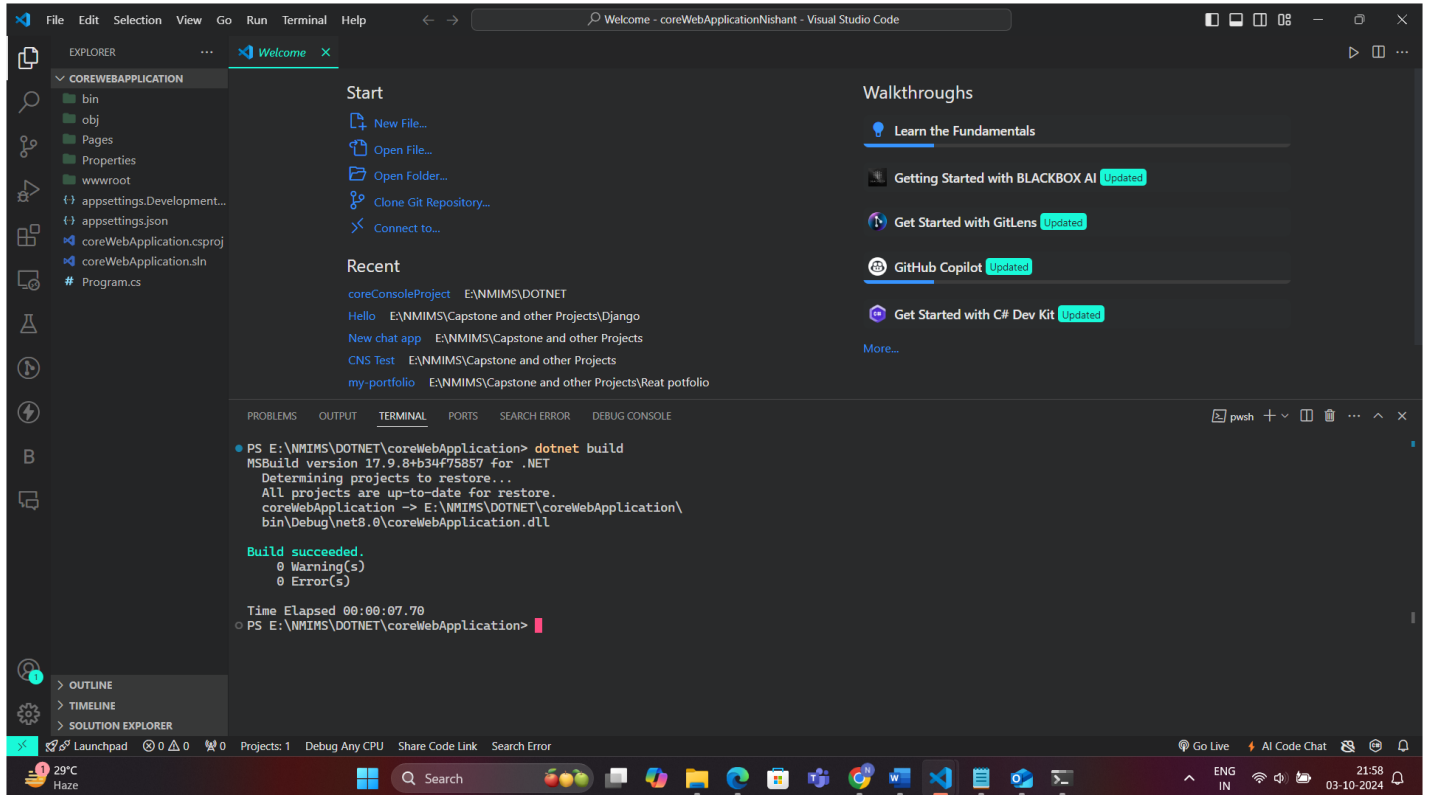 File Edit Selection View Go Run Terminal Help
Welcome - coreWebApplicationNishant - Visual Studio Code
EXPLORER
Welcome
COREWEBAPPLICATION
bin
obj
Pages
Properties
wwwroot
appsettings.Development...
appsettings.json
coreWebApplication.csproj
coreWebApplication.sln
# Program.cs
Start
New File...
Open File...
Open Folder...
Clone Git Repository...
Connect to...
Recent
coreConsoleProject E:\NMIMS\DOTNET
Hello E:\NMIMS\Capstone and other Projects\Django
New chat app E:\NMIMS\Capstone and other Projects
CNS Test E:\NMIMS\Capstone and other Projects
my-portfolio E:\NMIMS\Capstone and other Projects\Reat potfolio
Walkthroughs
Learn the Fundamentals
Getting Started with BLACKBOX AI Updated
Get Started with GitLens Updated
GitHub Copilot Updated
Get Started with C# Dev Kit Updated
More...
PROBLEMS OUTPUT TERMINAL PORTS SEARCH ERROR DEBUG CONSOLE
pwsh
PS E:\NMIMS\DOTNET\coreWebApplication> dotnet build
MSBuild version 17.9.8+b34f75857 for .NET
Determining projects to restore...
All projects are up-to-date for restore.
coreWebApplication -> E:\NMIMS\DOTNET\coreWebApplication\
bin\Debug\net8.0\coreWebApplication.dll
Build succeeded.
0 Warning(s)
0 Error(s)
Time Elapsed 00:00:07.70
PS E:\NMIMS\DOTNET\coreWebApplication>
B
1
OUTLINE
TIMELINE
SOLUTION EXPLORER
Launchpad 0 0 0 Projects: 1 Debug Any CPU Share Code Link Search Error
Go Live AI Code Chat
1
29°C
Haze
Search
N
ENG
IN
21:58
03-10-2024